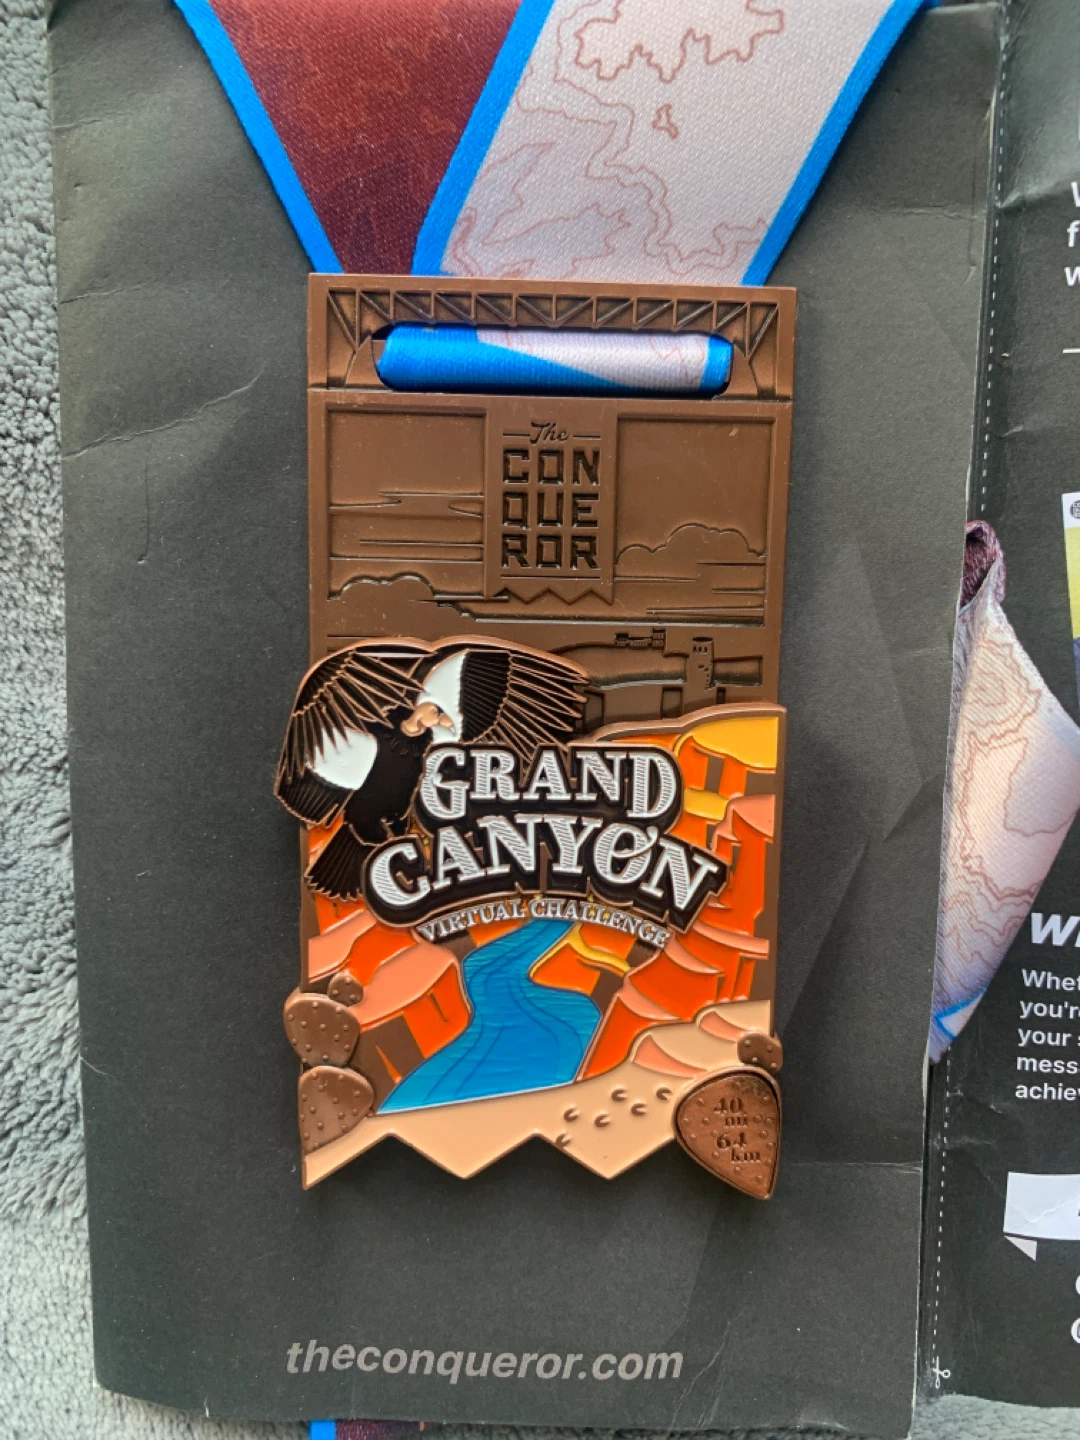 The
CON
QUE
ROR
GRAND
CANYON
VIRTUAL CHALLENGE
40
mi
64
km
theconqueror.com